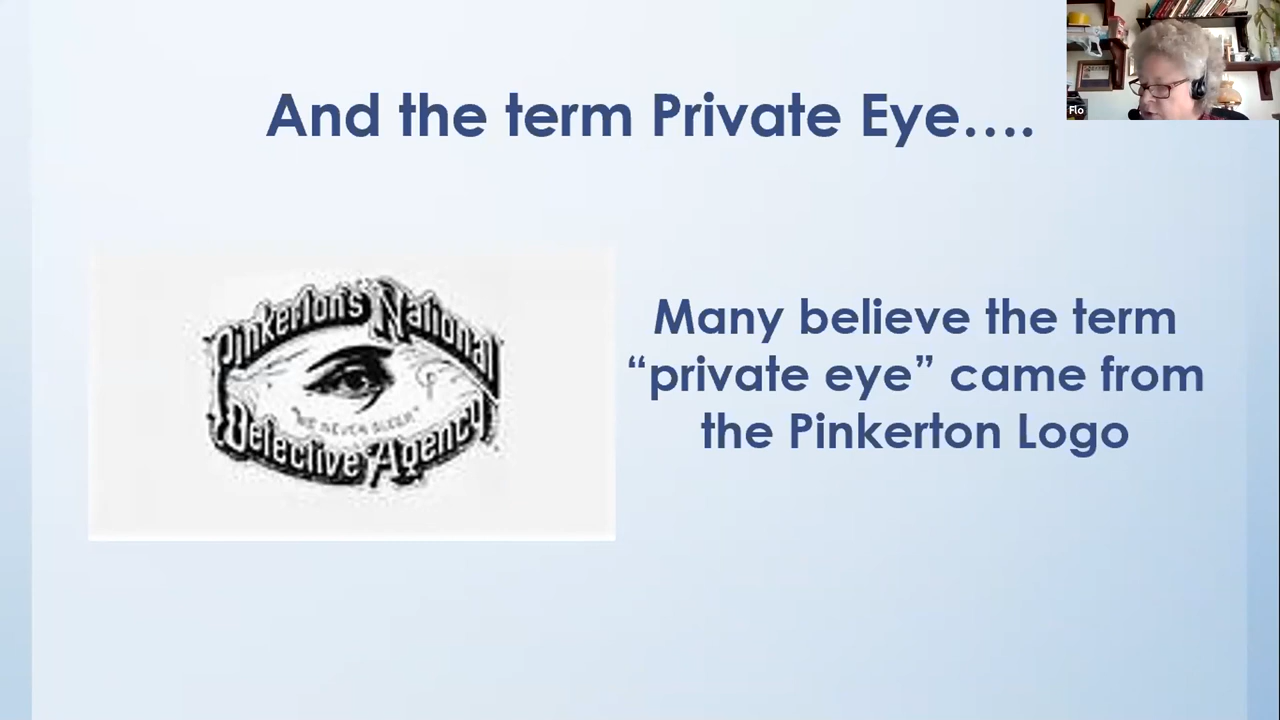 And the term Private Eye….
Flo
Pinkerton's National
"WE NEVER SLEEP"
Detective Agency
Many believe the term
“private eye” came from
the Pinkerton Logo